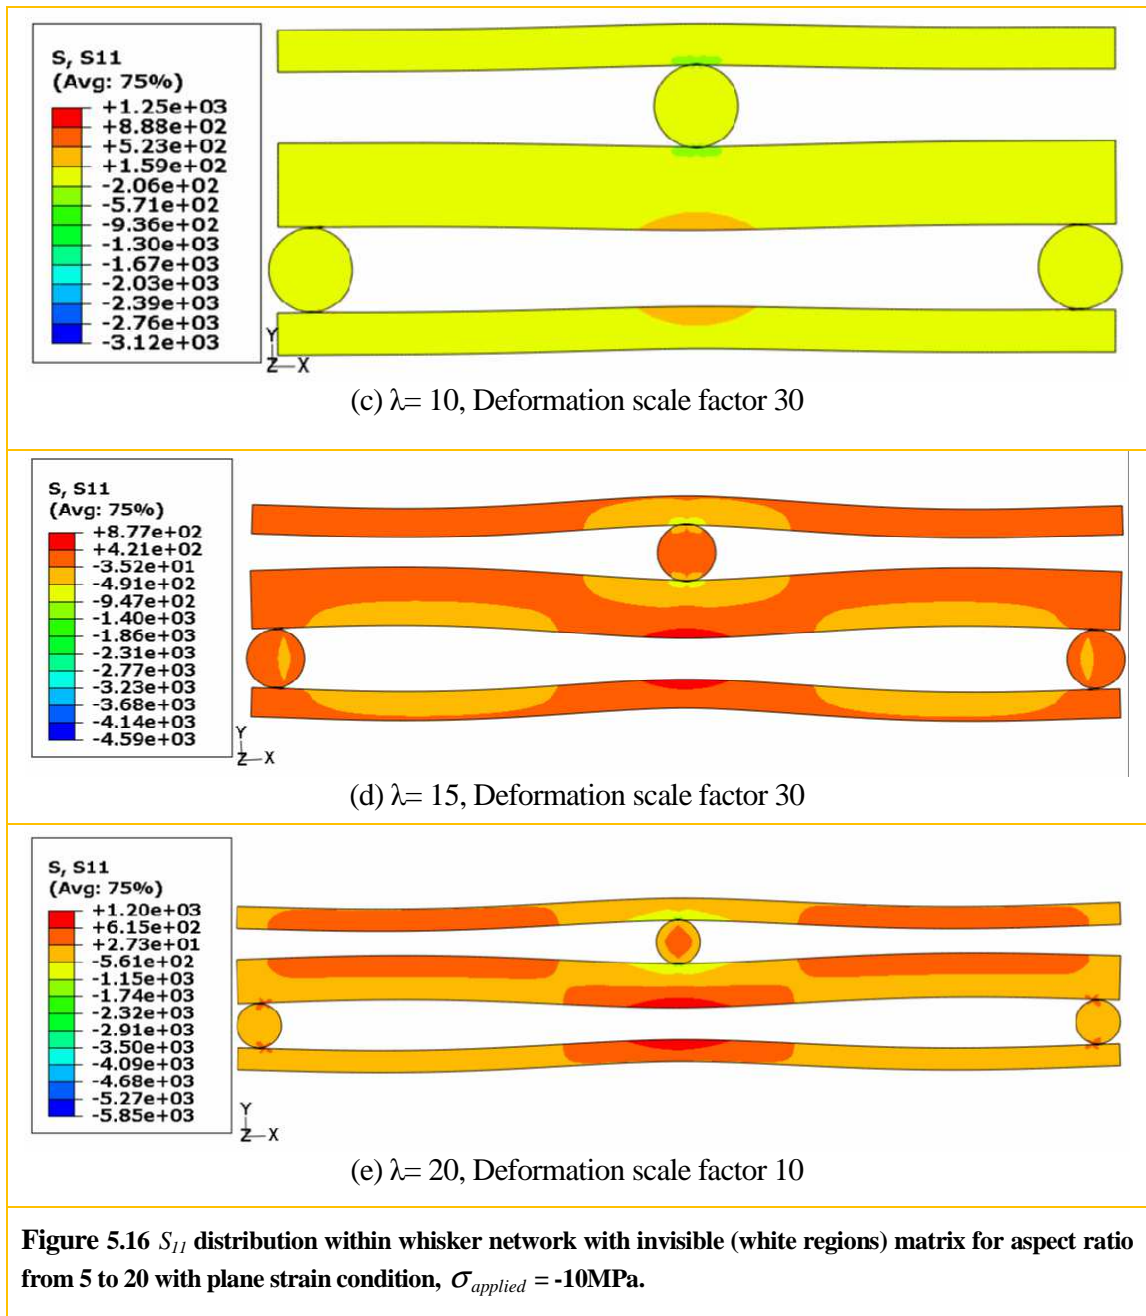 S, S11
(Avg: 75%)
+1.25e+03
+8.88e+02
+5.23e+02
+1.59e+02
-2.06e+02
-5.71e+02
-9.36e+02
-1.30e+03
-1.67e+03
-2.03e+03
-2.39e+03
-2.76e+03
-3.12e+03
Y
Z X
(c) λ= 10, Deformation scale factor 30
S, S11
(Avg: 75%)
+8.77e+02
+4.21e+02
-3.52e+01
-4.91e+02
-9.47e+02
-1.40e+03
-1.86e+03
-2.31e+03
-2.77e+03
-3.23e+03
-3.68e+03
-4.14e+03
-4.59e+03
Y
Z X
(d) λ= 15, Deformation scale factor 30
S, S11
(Avg: 75%)
+1.20e+03
+6.15e+02
+2.73e+01
-5.61e+02
-1.15e+03
-1.74e+03
-2.32e+03
-2.91e+03
-3.50e+03
-4.09e+03
-4.68e+03
-5.27e+03
-5.85e+03
Y
Z X
(e) λ= 20, Deformation scale factor 10
Figure 5.16 S11 distribution within whisker network with invisible (white regions) matrix for aspect ratio
from 5 to 20 with plane strain condition, σapplied = -10MPa.